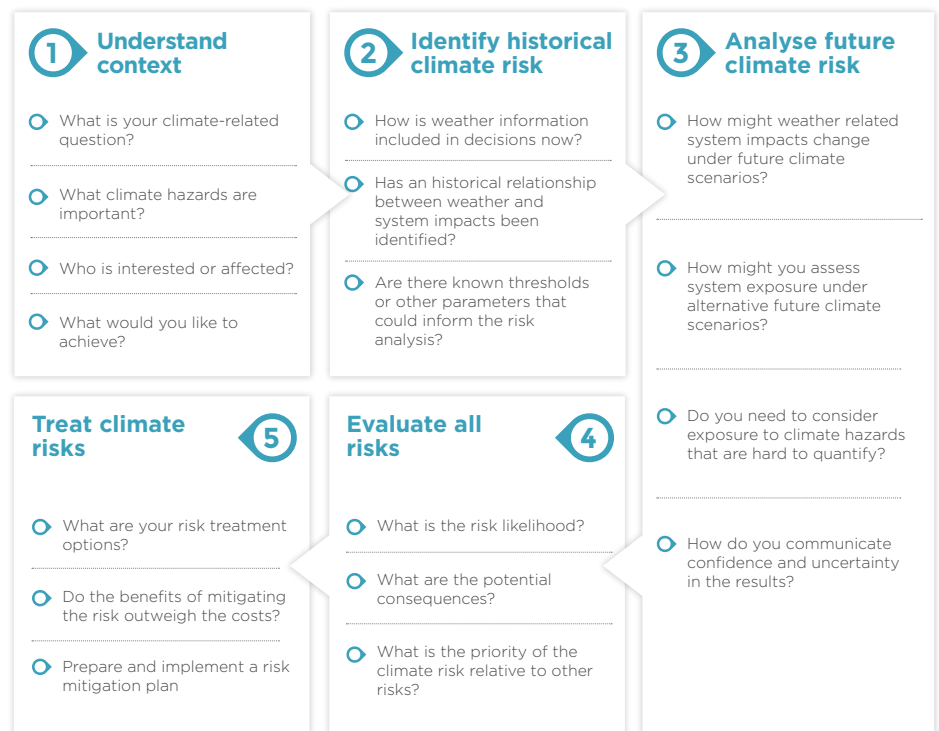 1
Understand
context
What is your climate-related
question?
What climate hazards are
important?
Who is interested or affected?
What would you like to
achieve?
2
Identify historical
climate risk
How is weather information
included in decisions now?
Has an historical relationship
between weather and
system impacts been
identified?
Are there known thresholds
or other parameters that
could inform the risk
analysis?
3
Analyse future
climate risk
How might weather related
system impacts change
under future climate
scenarios?
How might you assess
system exposure under
alternative future climate
scenarios?
Do you need to consider
exposure to climate hazards
that are hard to quantify?
How do you communicate
confidence and uncertainty
in the results?
Evaluate all
risks
4
What is the risk likelihood?
What are the potential
consequences?
What is the priority of the
climate risk relative to other
risks?
Treat climate
risks
5
What are your risk treatment
options?
Do the benefits of mitigating
the risk outweigh the costs?
Prepare and implement a risk
mitigation plan